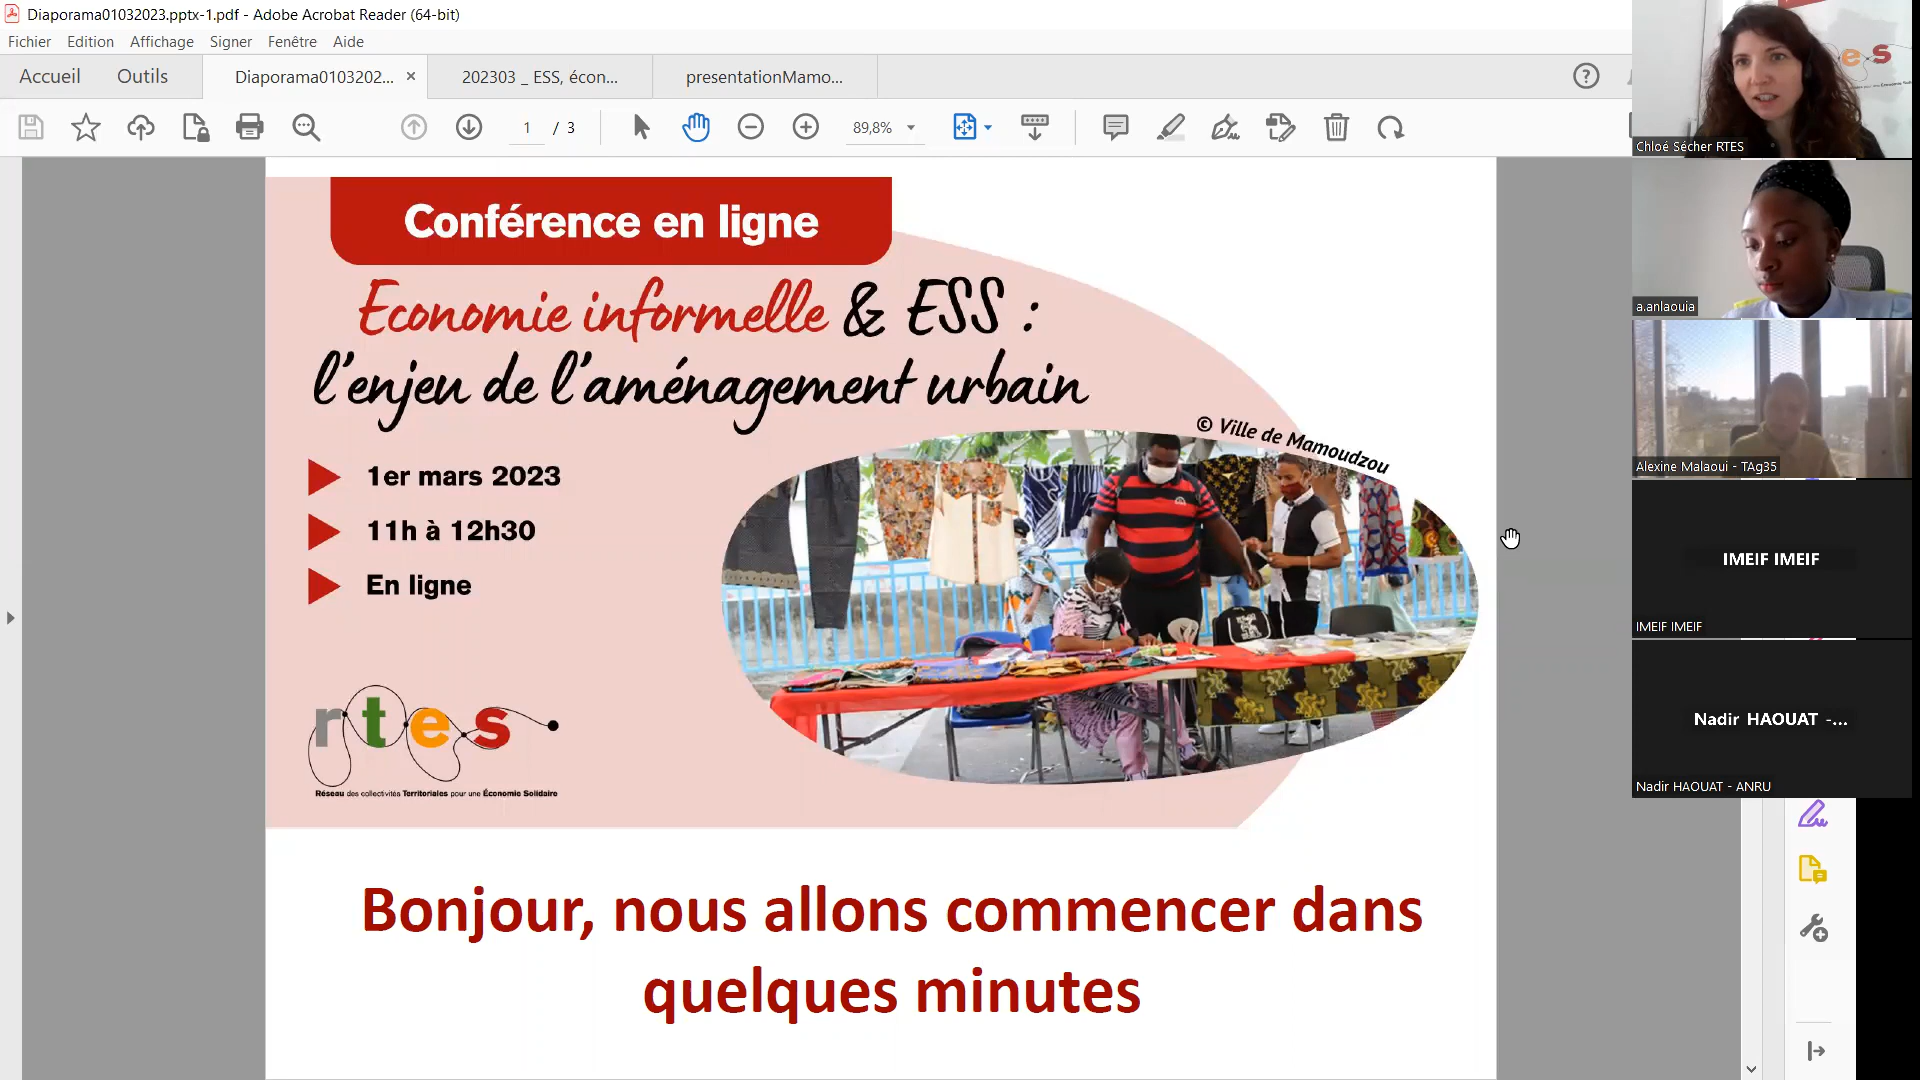 Diaporama01032023.pptx-1.pdf - Adobe Acrobat Reader (64-bit)
Fichier Edition Affichage Signer Fenêtre Aide
Accueil Outils Diaporama0103202... × 202303 _ ESS, écon... presentationMamo...
1 / 3 89,8%
Conférence en ligne
Economie informelle & ESS :
l'enjeu de l'aménagement urbain
© Ville de Mamoudzou
1er mars 2023
11h à 12h30
En ligne
rtes
Réseau des collectivités Territoriales pour une Économie Solidaire
Bonjour, nous allons commencer dans
quelques minutes
es
Chloé Sécher RTES
a.anlaouia
Alexine Malaoui - TAg35
IMEIF IMEIF
IMEIF IMEIF
Nadir HAOUAT -...
Nadir HAOUAT - ANRU